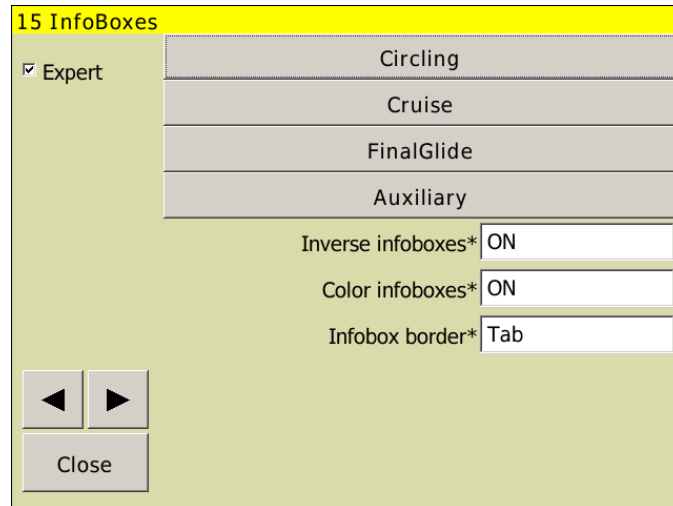 15 InfoBoxes
Expert
Circling
Cruise
FinalGlide
Auxiliary
Inverse infoboxes* ON
Color infoboxes* ON
Infobox border* Tab
Close